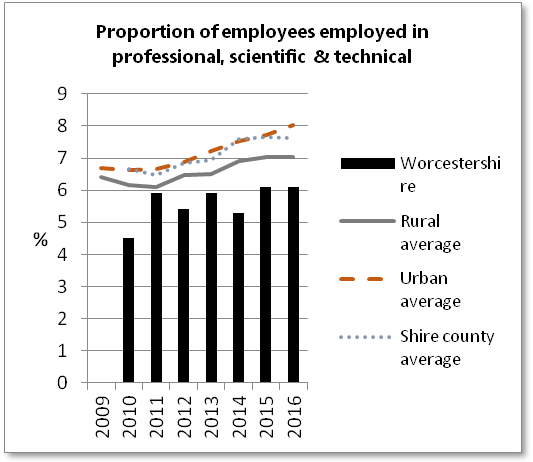 Proportion of employees employed in
professional, scientific & technical
9
8
7
6
5
4
3
2
1
0
%
2009
2010
2011
2012
2013
2014
2015
2016
Worcestershi
re
Rural
average
Urban
average
Shire county
average